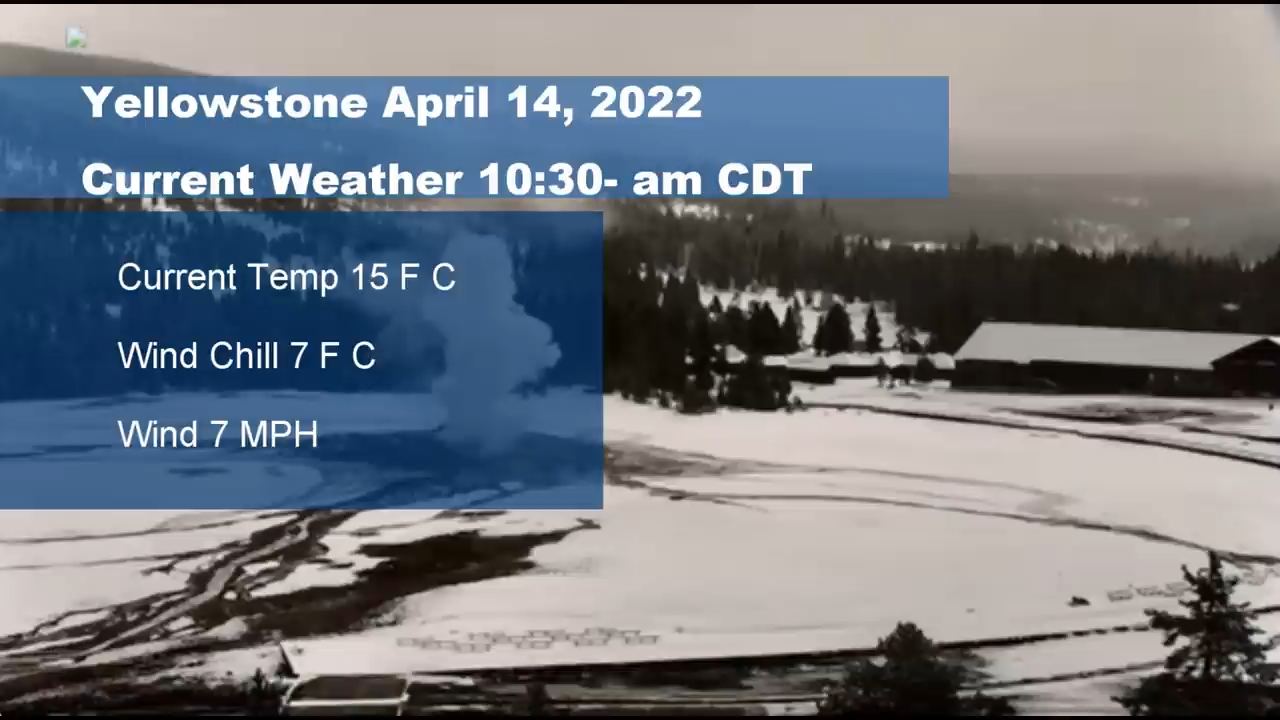 Yellowstone April 14, 2022
Current Weather 10:30- am CDT
Current Temp 15 F C
Wind Chill 7 F C
Wind 7 MPH